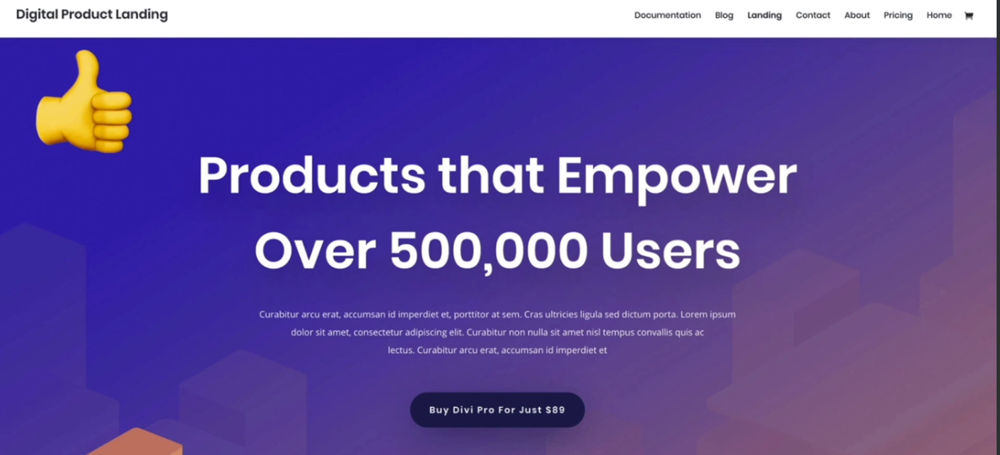 Digital Product Landing
Documentation Blog Landing Contact About Pricing Home
Products that Empower
Over 500,000 Users
Curabitur arcu erat, accumsan id imperdiet et, porttitor at sem. Cras ultricies ligula sed dictum porta. Lorem ipsum
dolor sit amet, consectetur adipiscing elit. Curabitur non nulla sit amet nisl tempus convallis quis ac
lectus. Curabitur arcu erat, accumsan id imperdiet et
Buy Divi Pro For Just $89